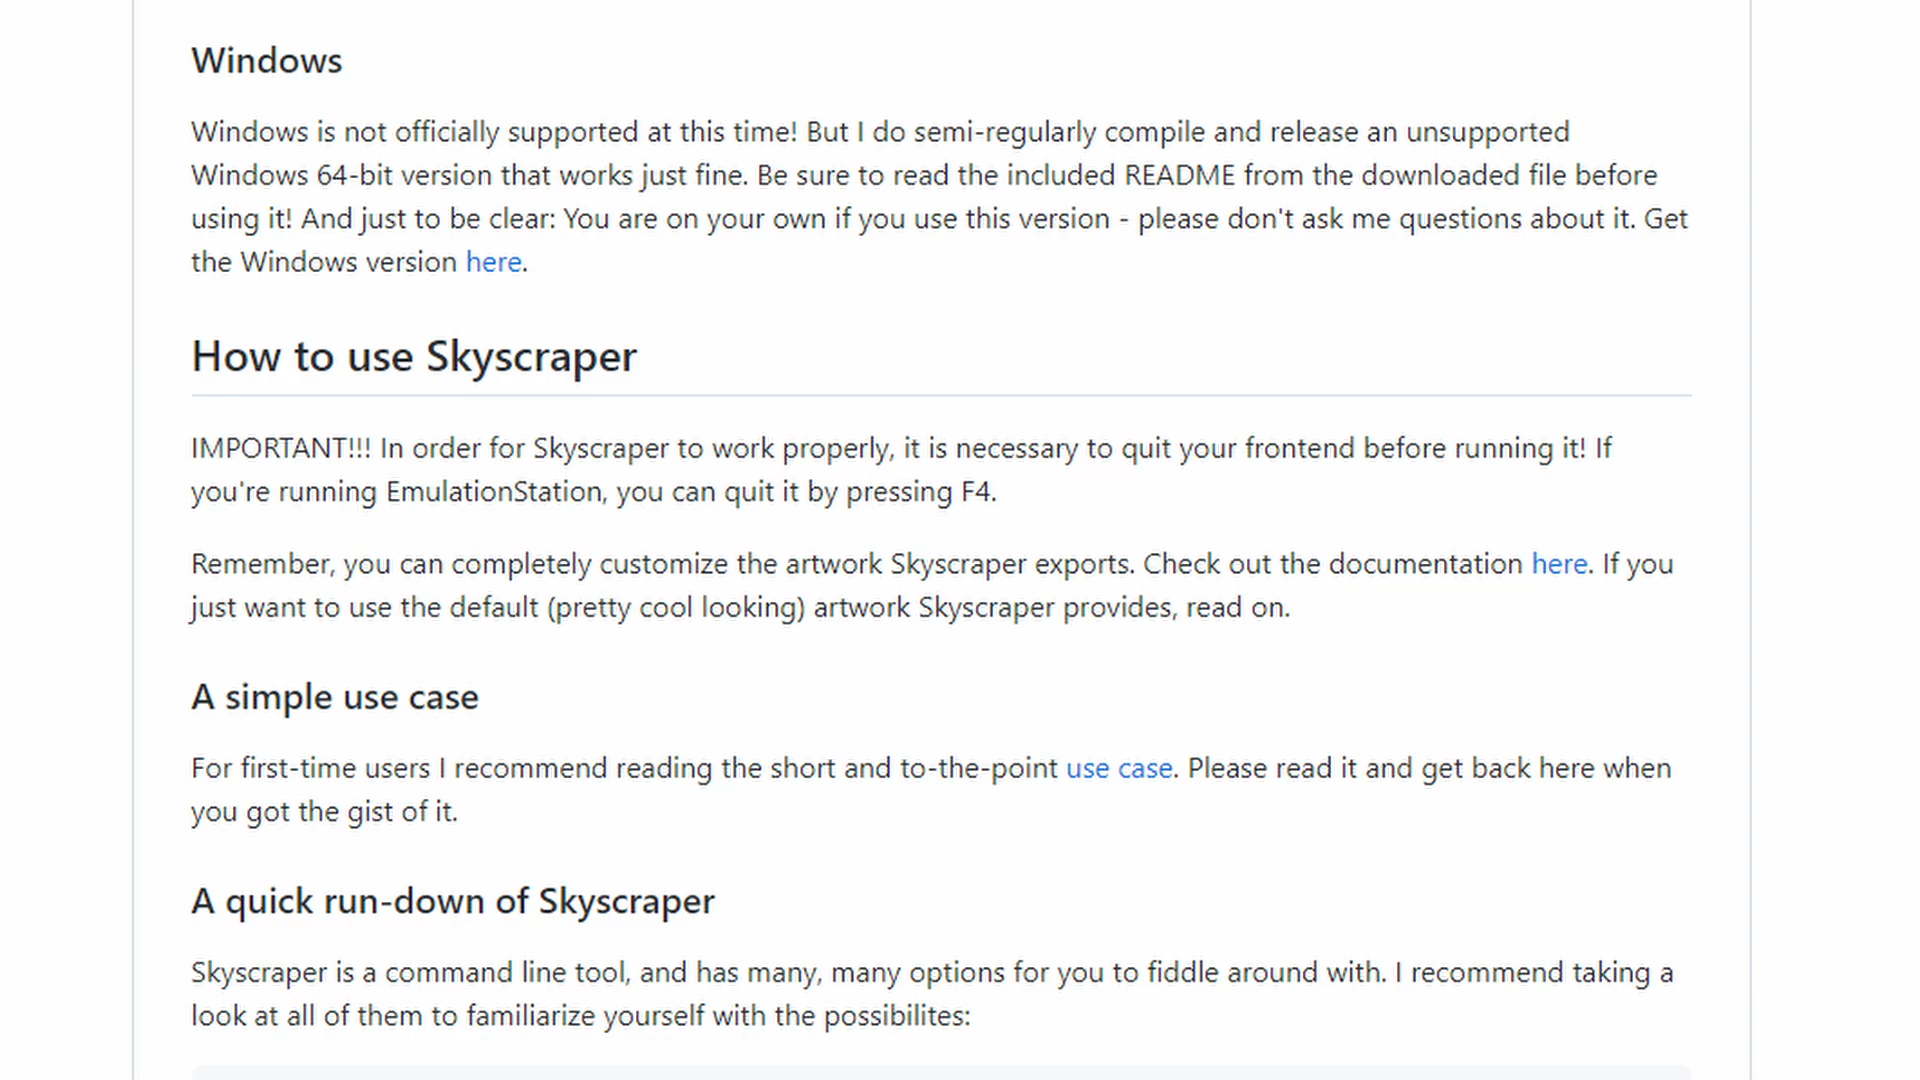 Windows
Windows is not officially supported at this time! But I do semi-regularly compile and release an unsupported
Windows 64-bit version that works just fine. Be sure to read the included README from the downloaded file before
using it! And just to be clear: You are on your own if you use this version - please don't ask me questions about it. Get
the Windows version here.
How to use Skyscraper
IMPORTANT!!! In order for Skyscraper to work properly, it is necessary to quit your frontend before running it! If
you're running EmulationStation, you can quit it by pressing F4.
Remember, you can completely customize the artwork Skyscraper exports. Check out the documentation here. If you
just want to use the default (pretty cool looking) artwork Skyscraper provides, read on.
A simple use case
For first-time users I recommend reading the short and to-the-point use case. Please read it and get back here when
you got the gist of it.
A quick run-down of Skyscraper
Skyscraper is a command line tool, and has many, many options for you to fiddle around with. I recommend taking a
look at all of them to familiarize yourself with the possibilites: